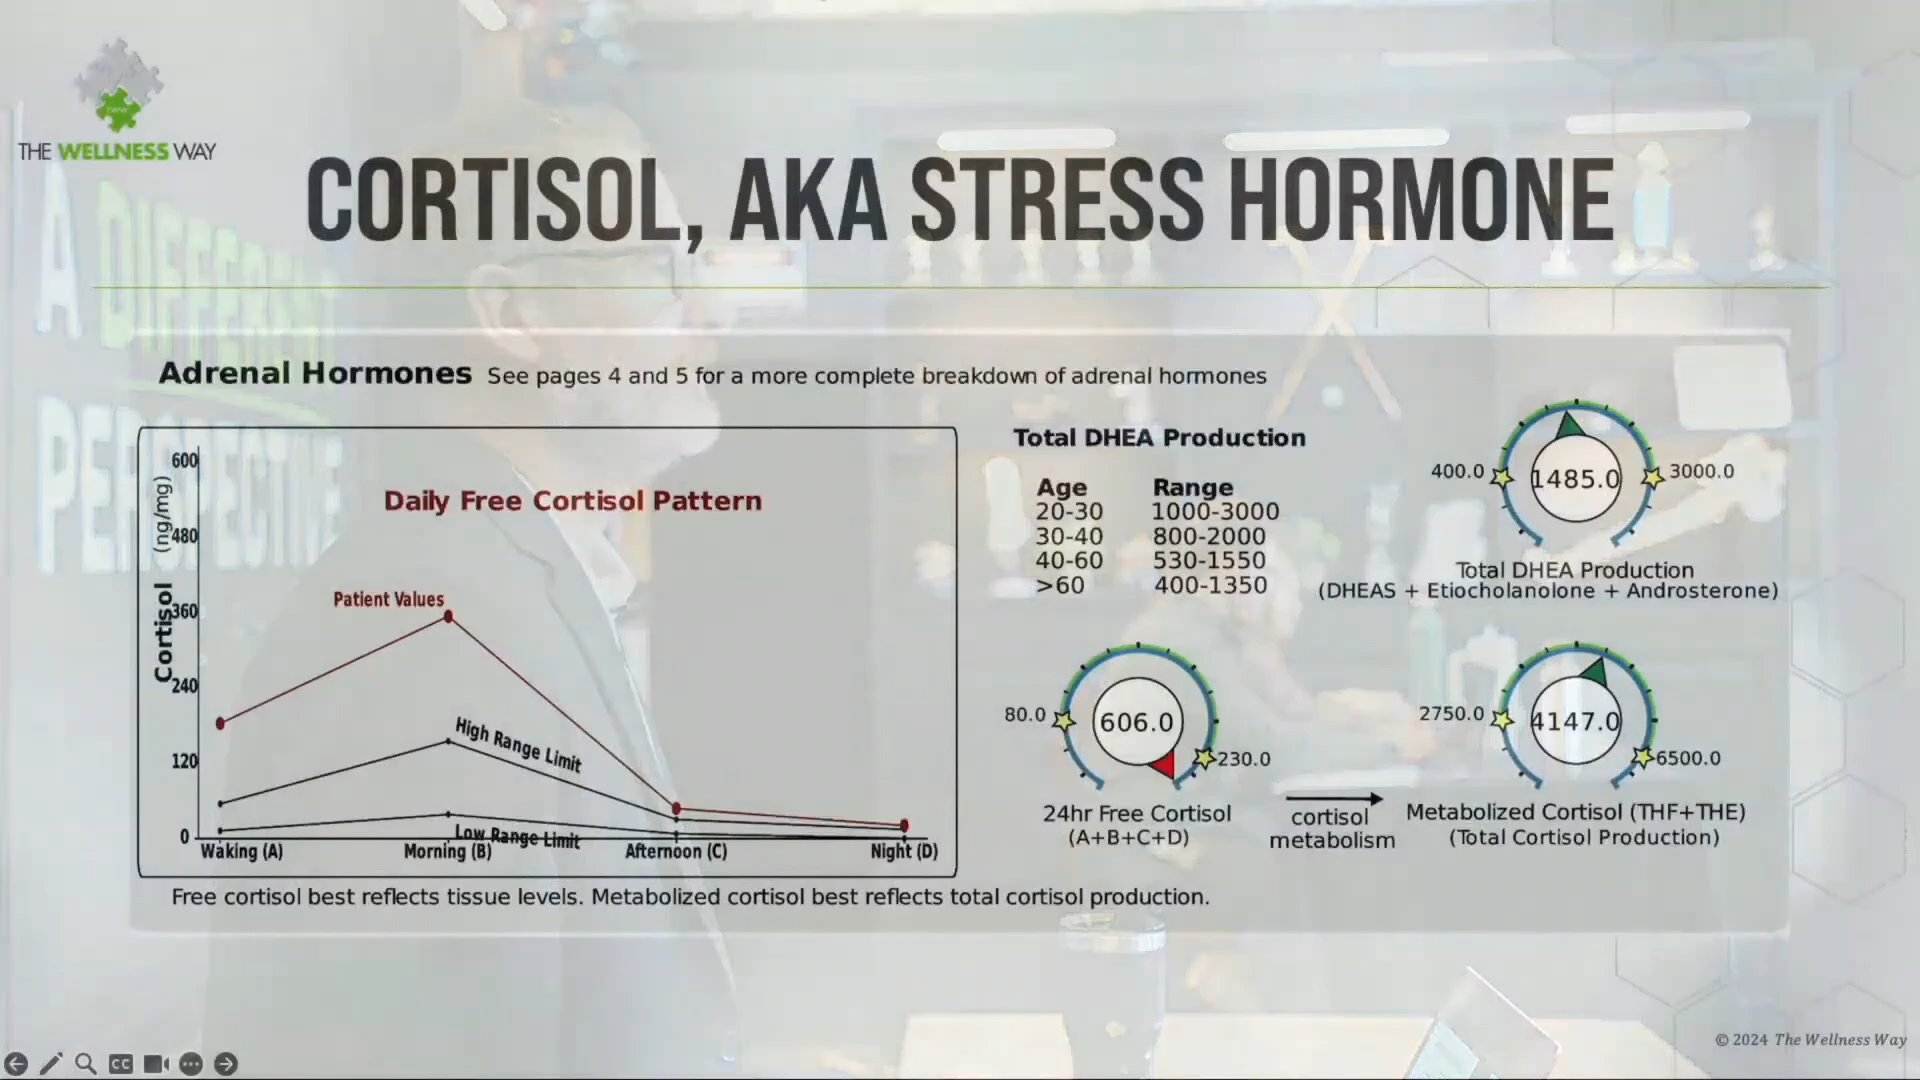 THE WELLNESS WAY
CORTISOL, AKA STRESS HORMONE
A DIFFERENT
PERSPECTIVE
Adrenal Hormones See pages 4 and 5 for a more complete breakdown of adrenal hormones
Daily Free Cortisol Pattern
Cortisol (ng/mg)
600
480
360
240
120
0
Patient Values
High Range Limit
Low Range Limit
Waking (A) Morning (B) Afternoon (C) Night (D)
Total DHEA Production
Age Range
20-30 1000-3000
30-40 800-2000
40-60 530-1550
>60 400-1350
400.0 1485.0 3000.0
Total DHEA Production
(DHEAS + Etiocholanolone + Androsterone)
80.0 606.0 230.0
24hr Free Cortisol
(A+B+C+D)
cortisol
metabolism
2750.0 4147.0 6500.0
Metabolized Cortisol (THF+THE)
(Total Cortisol Production)
Free cortisol best reflects tissue levels. Metabolized cortisol best reflects total cortisol production.
© 2024 The Wellness Way
CC